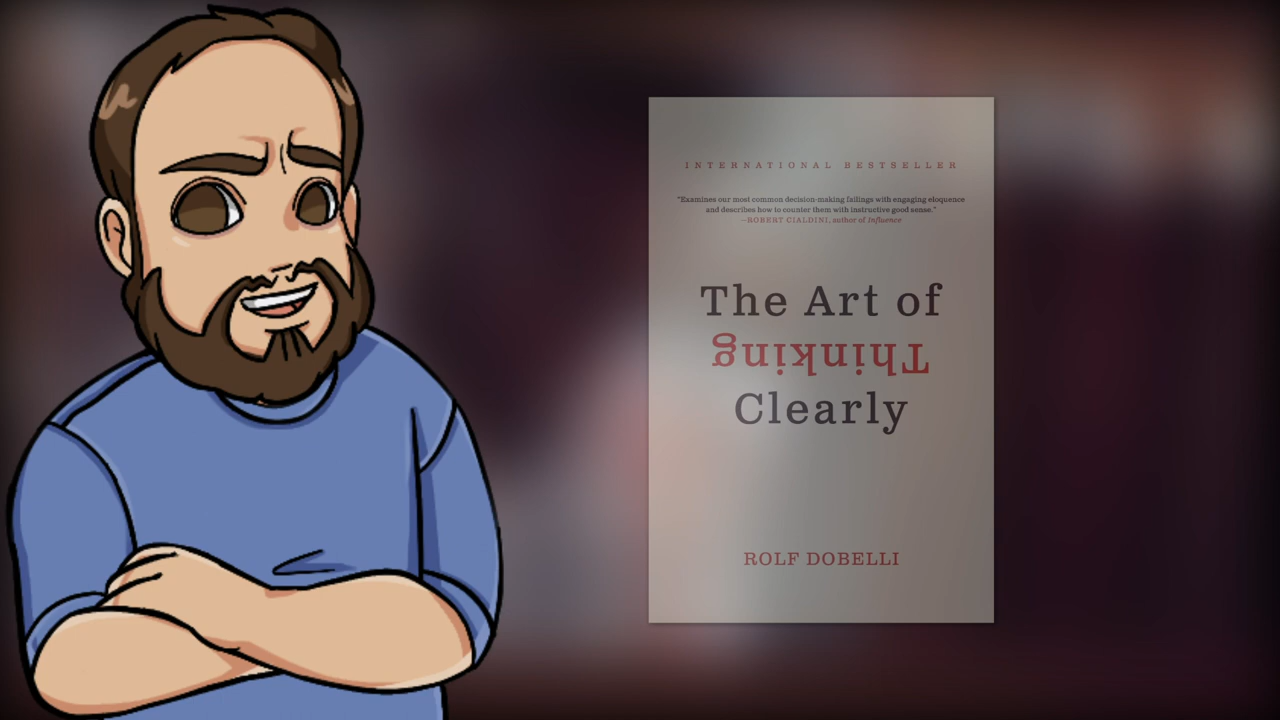 INTERNATIONAL BESTSELLER
"Examines our most common decision-making failings with engaging eloquence
and describes how to counter them with instructive good sense."
—ROBERT CIALDINI, author of Influence
The Art of
Thinking
Clearly
ROLF DOBELLI